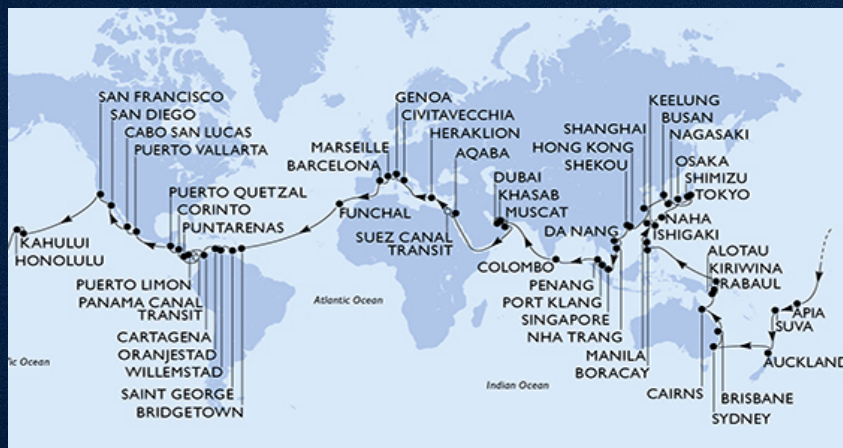 SAN FRANCISCO
SAN DIEGO
CABO SAN LUCAS
PUERTO VALLARTA
PUERTO QUETZAL
CORINTO
PUNTARENAS
KAHULUI
HONOLULU
PUERTO LIMON
PANAMA CANAL
TRANSIT
CARTAGENA
ORANJESTAD
WILLEMSTAD
SAINT GEORGE
BRIDGETOWN
tic Ocean
Atlantic Ocean
GENOA
CIVITAVECCHIA
HERAKLION
AQABA
MARSEILLE
BARCELONA
FUNCHAL
SUEZ CANAL
TRANSIT
DUBAI
KHASAB
MUSCAT
COLOMBO
PENANG
PORT KLANG
SINGAPORE
NHA TRANG
MANILA
BORACAY
Indian Ocean
KEELUNG
BUSAN
NAGASAKI
SHANGHAI
HONG KONG
SHEKOU
OSAKA
SHIMIZU
TOKYO
NAHA
ISHIGAKI
DA NANG
ALOTAU
KIRIWINA
RABAUL
APIA
SUVA
AUCKLAND
CAIRNS
BRISBANE
SYDNEY